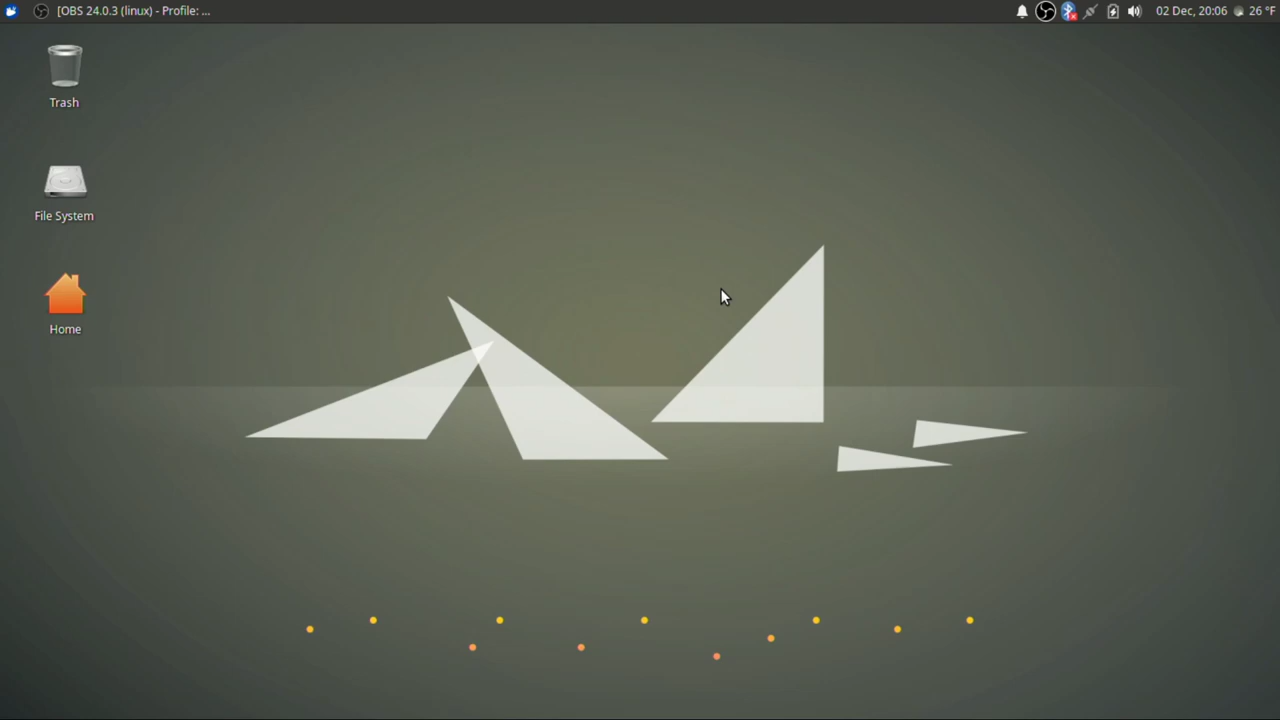 [OBS 24.0.3 (linux) - Profile: ...
02 Dec, 20:06
26 °F
Trash
File System
Home